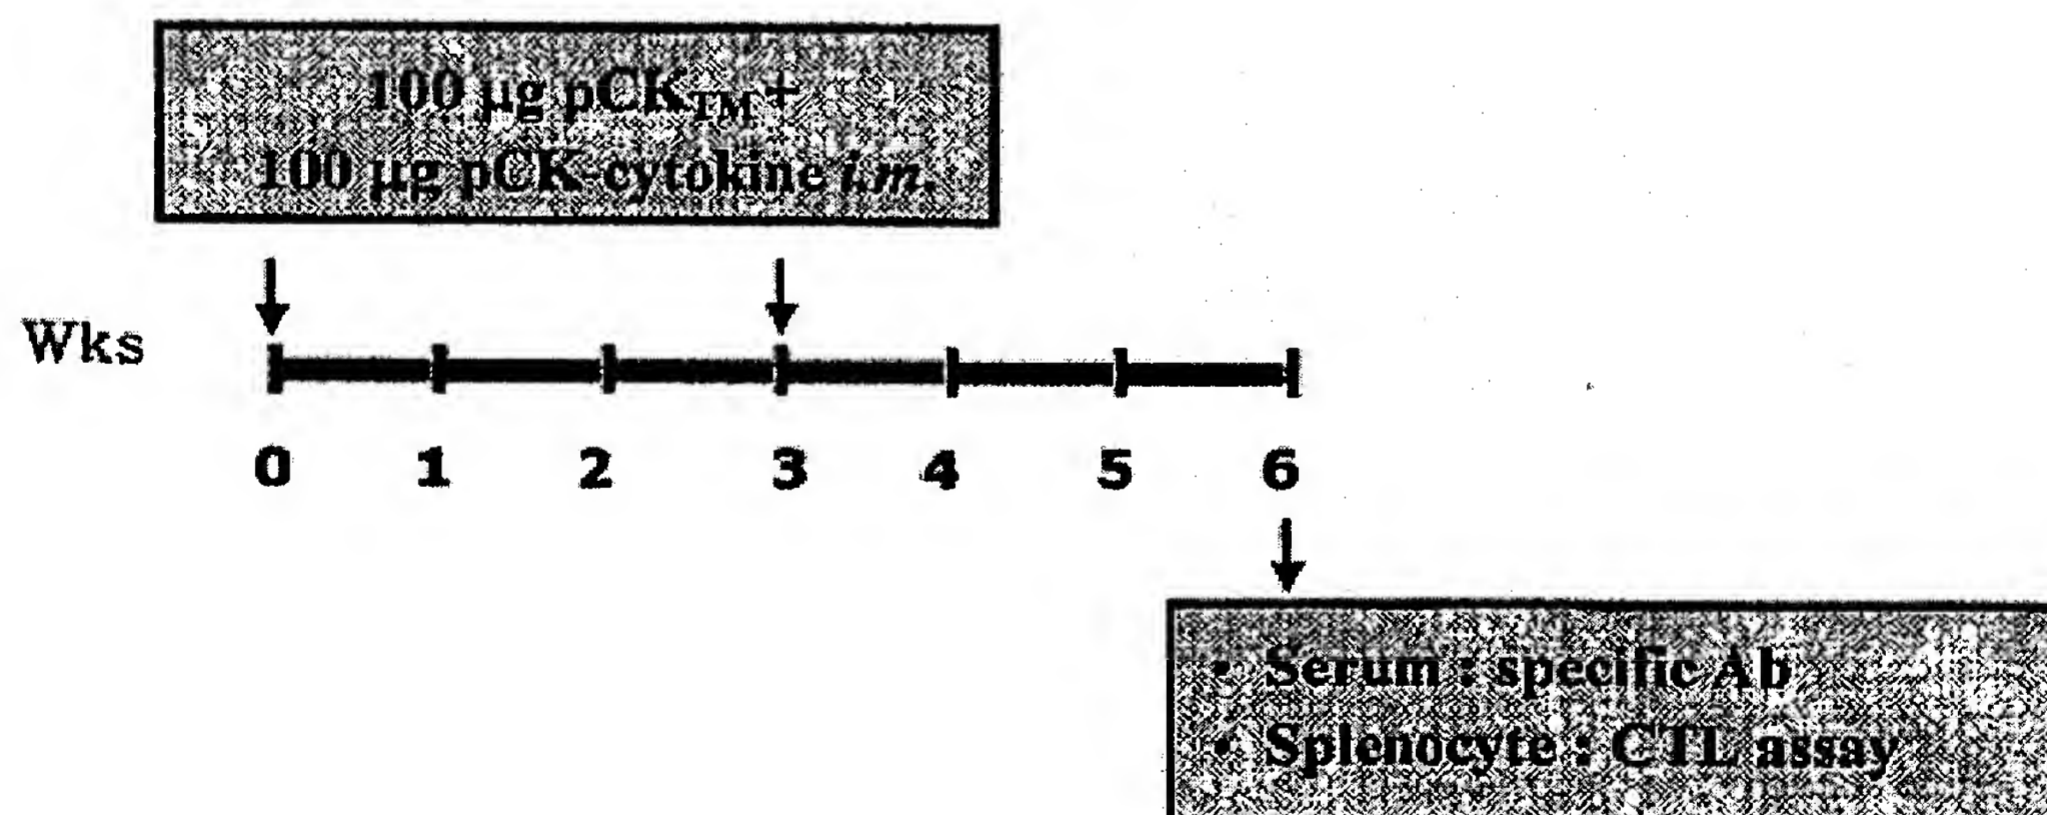 100 µg pCKTM +
100 µg pCK-cytokine i.m.
Wks
0 1 2 3 4 5 6
• Serum : specific Ab
• Splenocyte : CTL assay